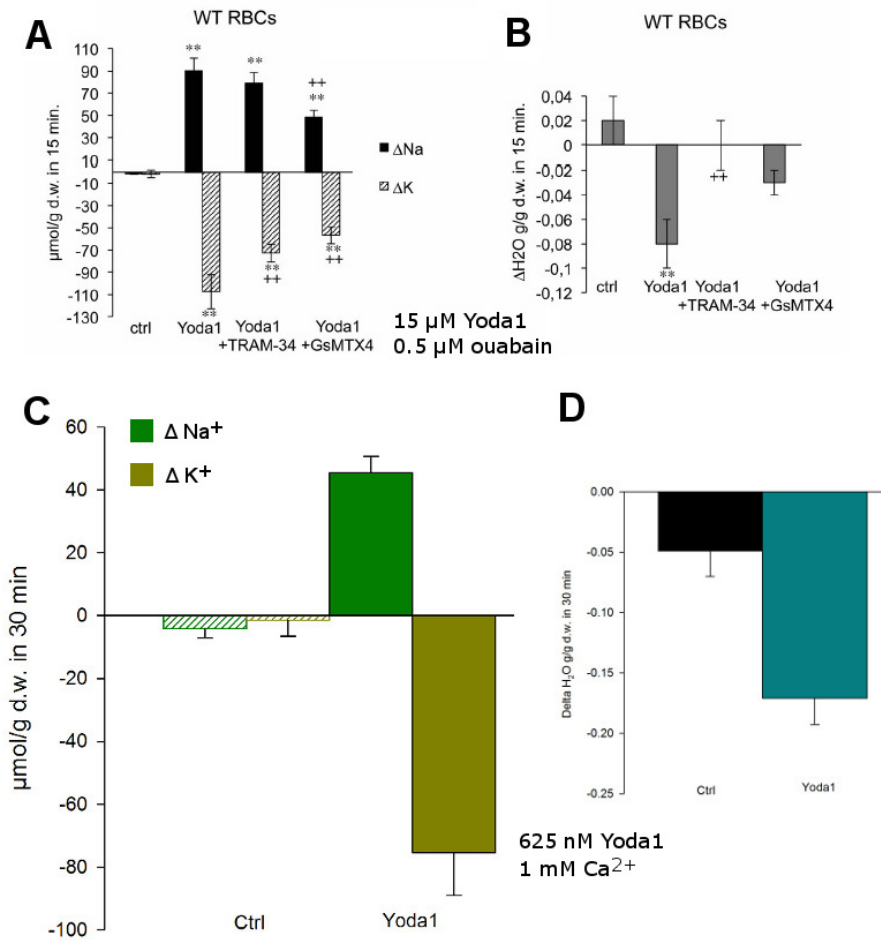 A
WT RBCs
110
90
70
50
30
10
-10
-30
-50
-70
-90
-110
-130
µmol/g d.w. in 15 min.
**
**
++
**
**
**
++
**
++
ΔNa
ΔK
ctrl
Yoda1
Yoda1
+TRAM-34
Yoda1
+GsMTX4
15 µM Yoda1
0.5 µM ouabain
B
WT RBCs
0,04
0,02
0
-0,02
-0,04
-0,06
-0,08
-0,1
-0,12
ΔH2O g/g d.w. in 15 min.
++
**
ctrl
Yoda1
Yoda1
+TRAM-34
Yoda1
+GsMTX4
C
Δ Na+
Δ K+
60
40
20
0
-20
-40
-60
-80
-100
µmol/g d.w. in 30 min
Ctrl
Yoda1
625 nM Yoda1
1 mM Ca2+
D
0.00
-0.05
-0.10
-0.15
-0.20
-0.25
Delta H2O g/g d.w. in 30 min
Ctrl
Yoda1